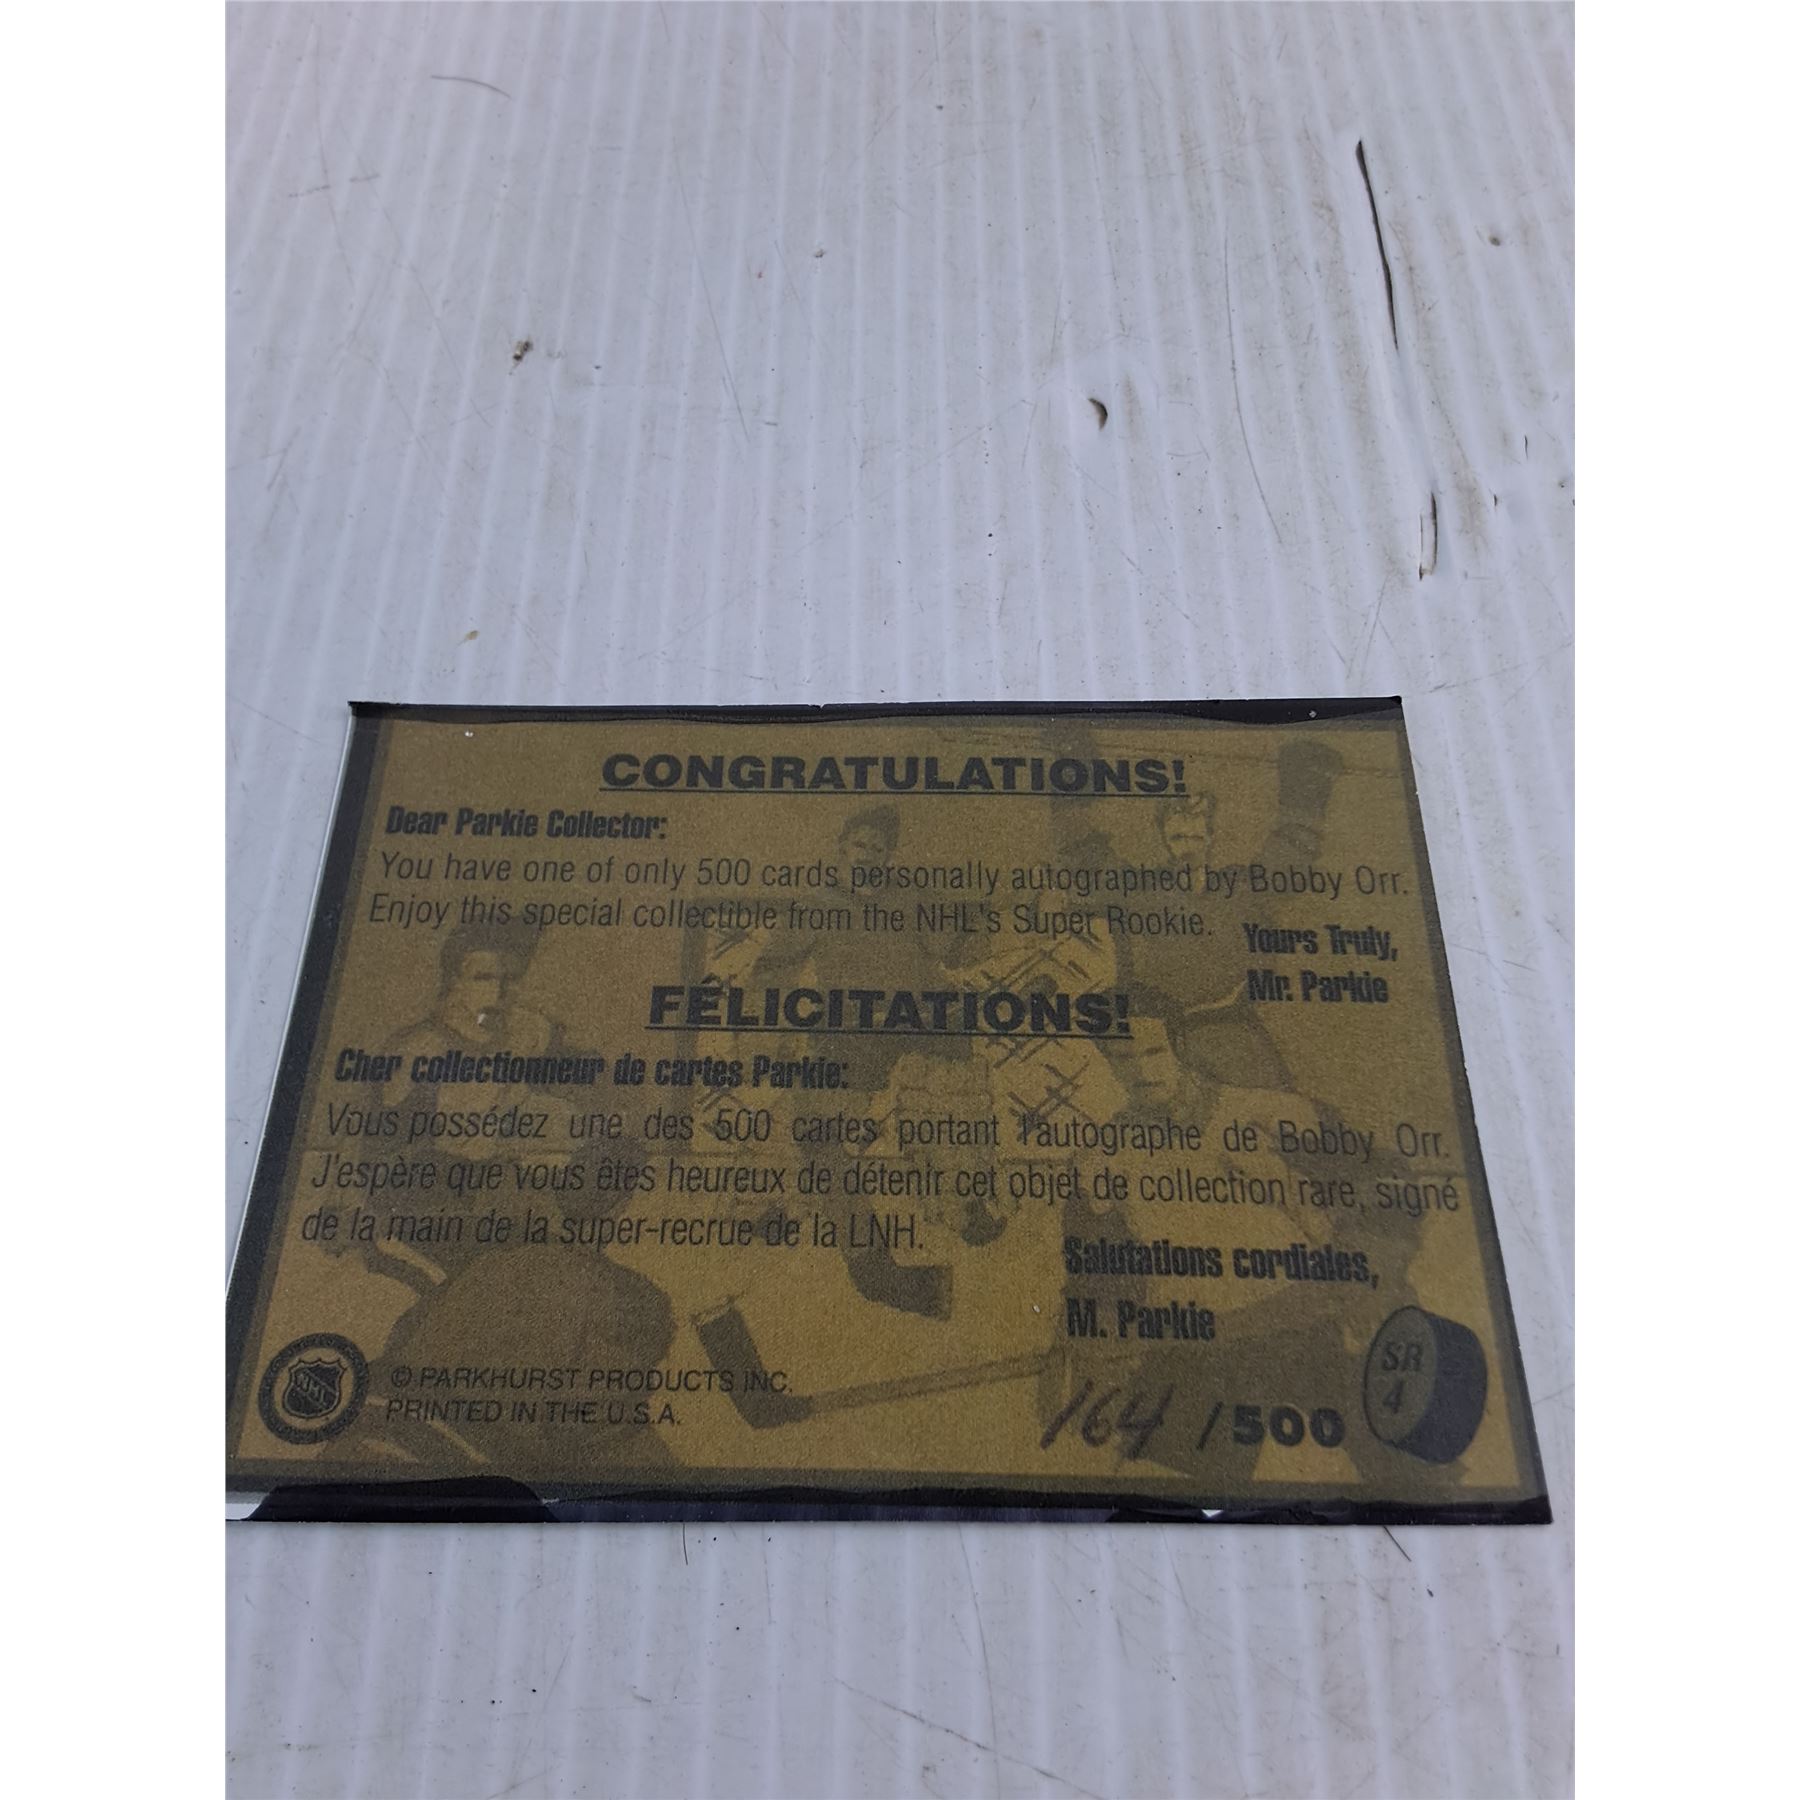 CONGRATULATIONS!
Dear Parkie Collector:
You have one of only 500 cards personally autographed by Bobby Orr.
Enjoy this special collectible from the NHL's Super Rookie.
Yours Truly,
Mr. Parkie
FÉLICITATIONS!
Cher collectionneur de cartes Parkie:
Vous possédez une des 500 cartes portant l'autographe de Bobby Orr.
J'espère que vous êtes heureux de détenir cet objet de collection rare, signé
de la main de la super-recrue de la LNH.
Salutations cordiales,
M. Parkie
NHL
© PARKHURST PRODUCTS INC.
PRINTED IN THE U.S.A.
164 /500
SR
4